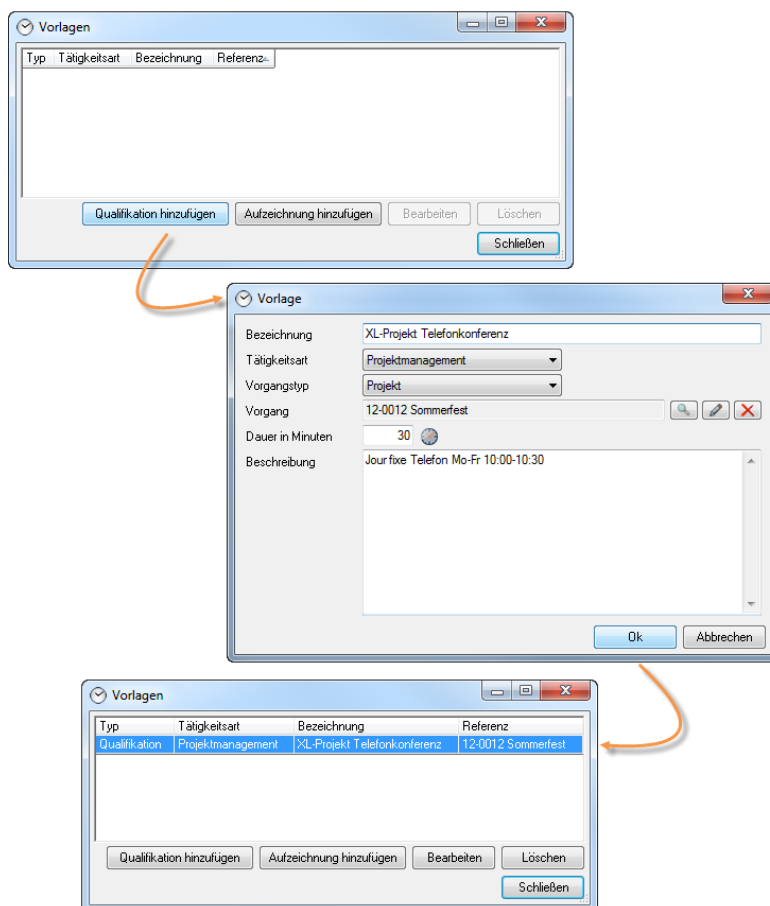 Vorlagen
Typ Tätigkeitsart Bezeichnung Referenz
Qualifikation hinzufügen Aufzeichnung hinzufügen Bearbeiten Löschen
Schließen
Vorlage
Bezeichnung XL-Projekt Telefonkonferenz
Tätigkeitsart Projektmanagement
Vorgangstyp Projekt
Vorgang 12-0012 Sommerfest
Dauer in Minuten 30
Beschreibung Jour fixe Telefon Mo-Fr 10:00-10:30
Ok Abbrechen
Vorlagen
Typ Tätigkeitsart Bezeichnung Referenz
Qualifikation Projektmanagement XL-Projekt Telefonkonferenz 12-0012 Sommerfest
Qualifikation hinzufügen Aufzeichnung hinzufügen Bearbeiten Löschen
Schließen